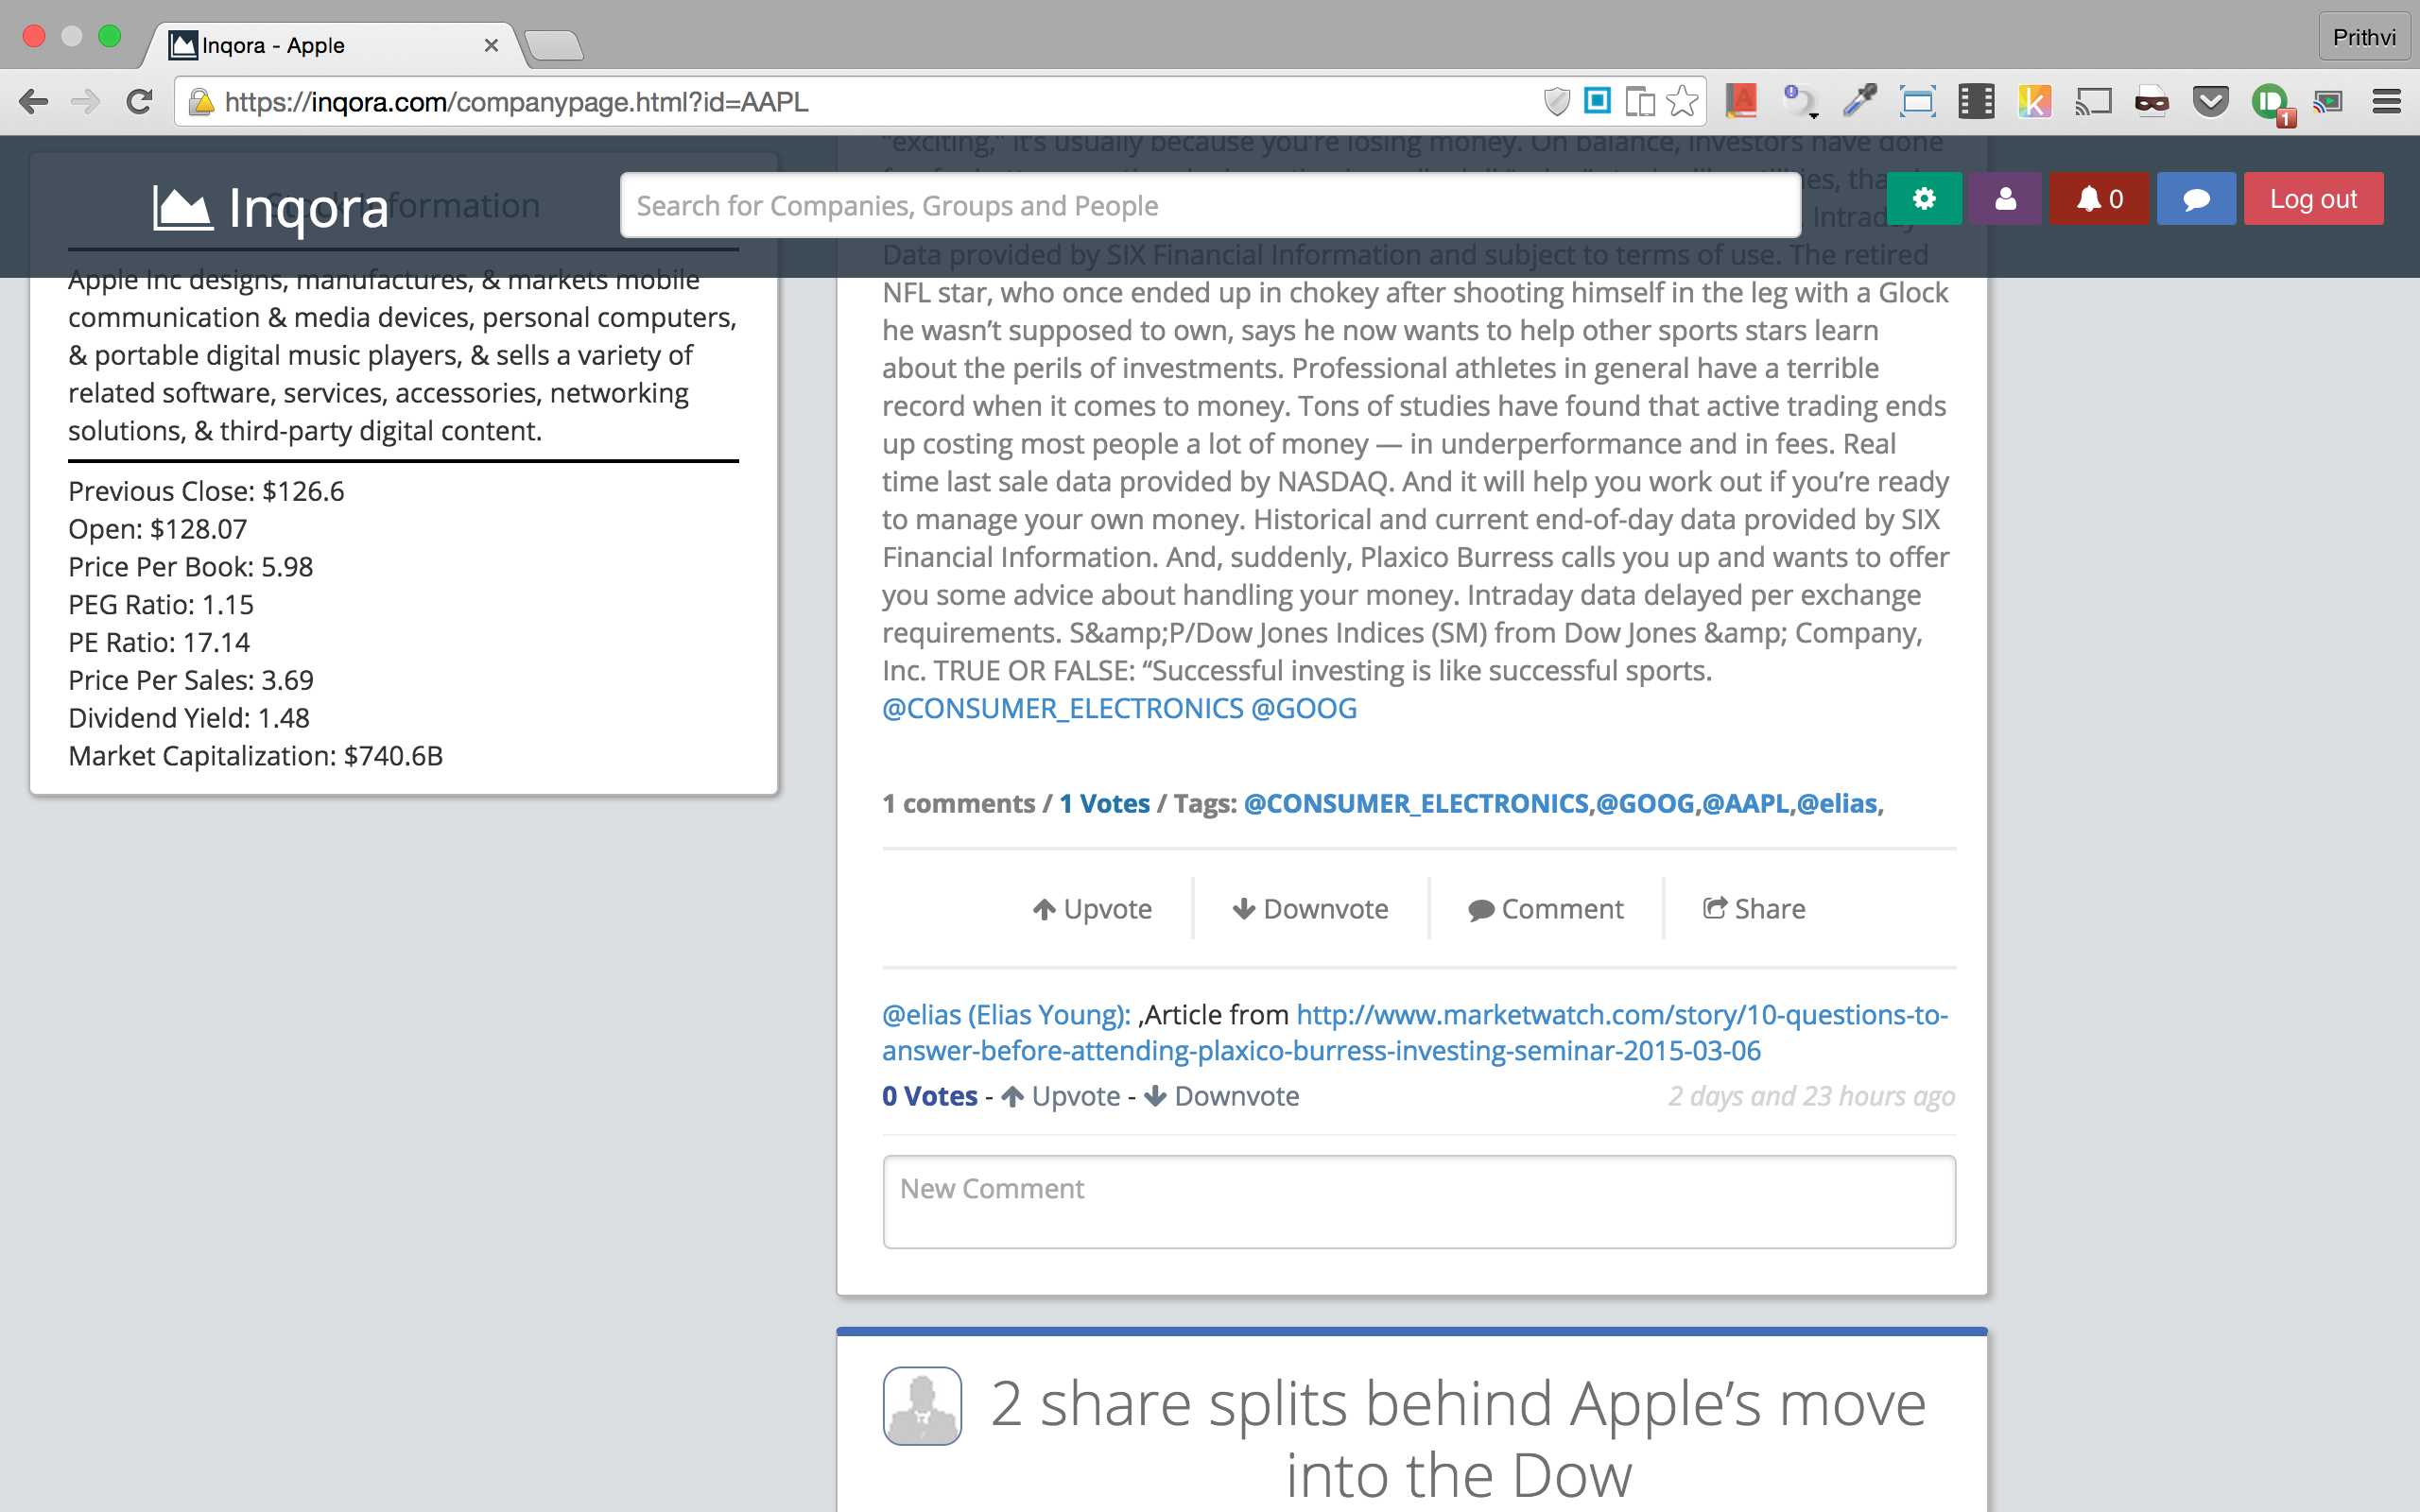 Inqora - Apple
Prithvi
https://inqora.com/companypage.html?id=AAPL
1
Inqora
Stock Information
Search for Companies, Groups and People
0
Log out
Apple Inc designs, manufactures, & markets mobile
communication & media devices, personal computers,
& portable digital music players, & sells a variety of
related software, services, accessories, networking
solutions, & third-party digital content.
Previous Close: $126.6
Open: $128.07
Price Per Book: 5.98
PEG Ratio: 1.15
PE Ratio: 17.14
Price Per Sales: 3.69
Dividend Yield: 1.48
Market Capitalization: $740.6B
“exciting,” it’s usually because you’re losing money. On balance, investors have done
Intraday
Data provided by SIX Financial Information and subject to terms of use. The retired
NFL star, who once ended up in chokey after shooting himself in the leg with a Glock
he wasn’t supposed to own, says he now wants to help other sports stars learn
about the perils of investments. Professional athletes in general have a terrible
record when it comes to money. Tons of studies have found that active trading ends
up costing most people a lot of money — in underperformance and in fees. Real
time last sale data provided by NASDAQ. And it will help you work out if you’re ready
to manage your own money. Historical and current end-of-day data provided by SIX
Financial Information. And, suddenly, Plaxico Burress calls you up and wants to offer
you some advice about handling your money. Intraday data delayed per exchange
requirements. S&amp;P/Dow Jones Indices (SM) from Dow Jones &amp; Company,
Inc. TRUE OR FALSE: “Successful investing is like successful sports.
@CONSUMER_ELECTRONICS @GOOG
1 comments / 1 Votes / Tags: @CONSUMER_ELECTRONICS,@GOOG,@AAPL,@elias,
Upvote
Downvote
Comment
Share
@elias (Elias Young): ,Article from http://www.marketwatch.com/story/10-questions-to-
answer-before-attending-plaxico-burress-investing-seminar-2015-03-06
0 Votes - Upvote - Downvote
2 days and 23 hours ago
New Comment
2 share splits behind Apple’s move
into the Dow